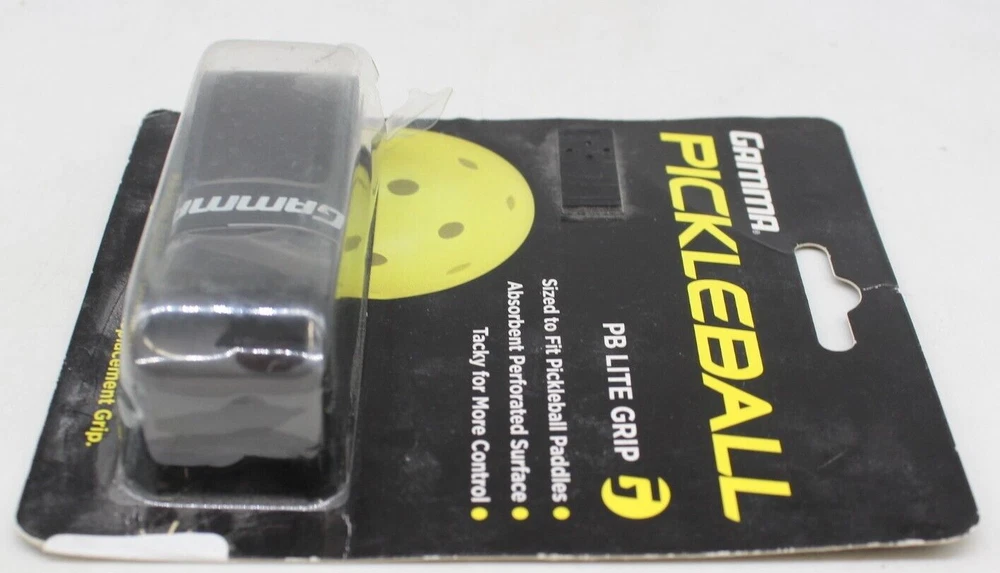 GAMMA®
PICKLEBALL
PB LITE GRIP
Sized to Fit Pickleball Paddles
Absorbent Perforated Surface
Tacky for More Control
GAMMA
placement Grip.